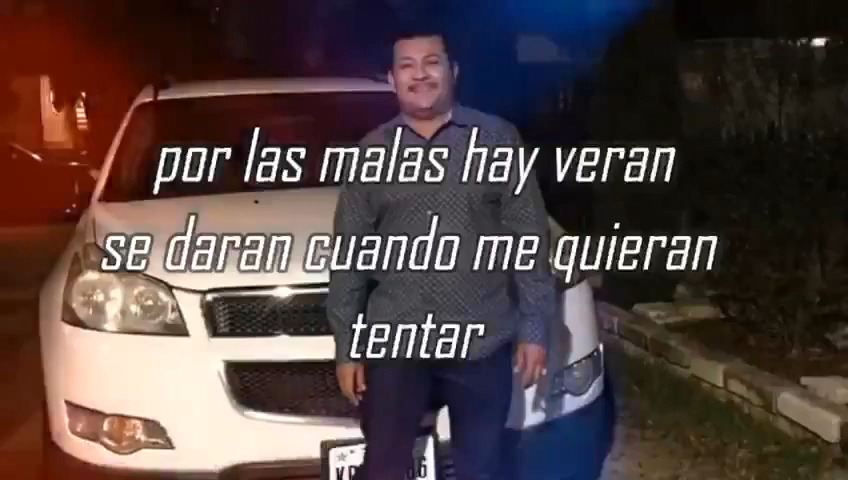 por las malas hay veran
se daran cuando me quieran
tentar